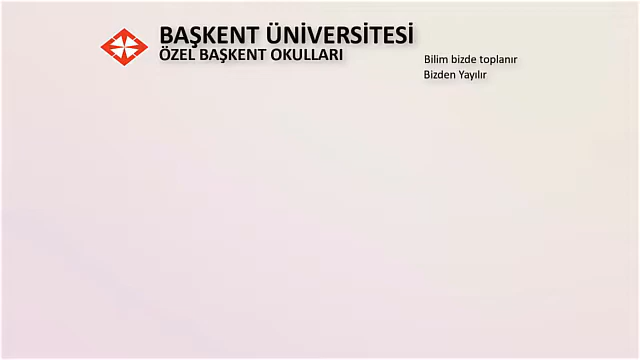 BAŞKENT ÜNİVERSİTESİ
ÖZEL BAŞKENT OKULLARI
Bilim bizde toplanır
Bizden Yayılır